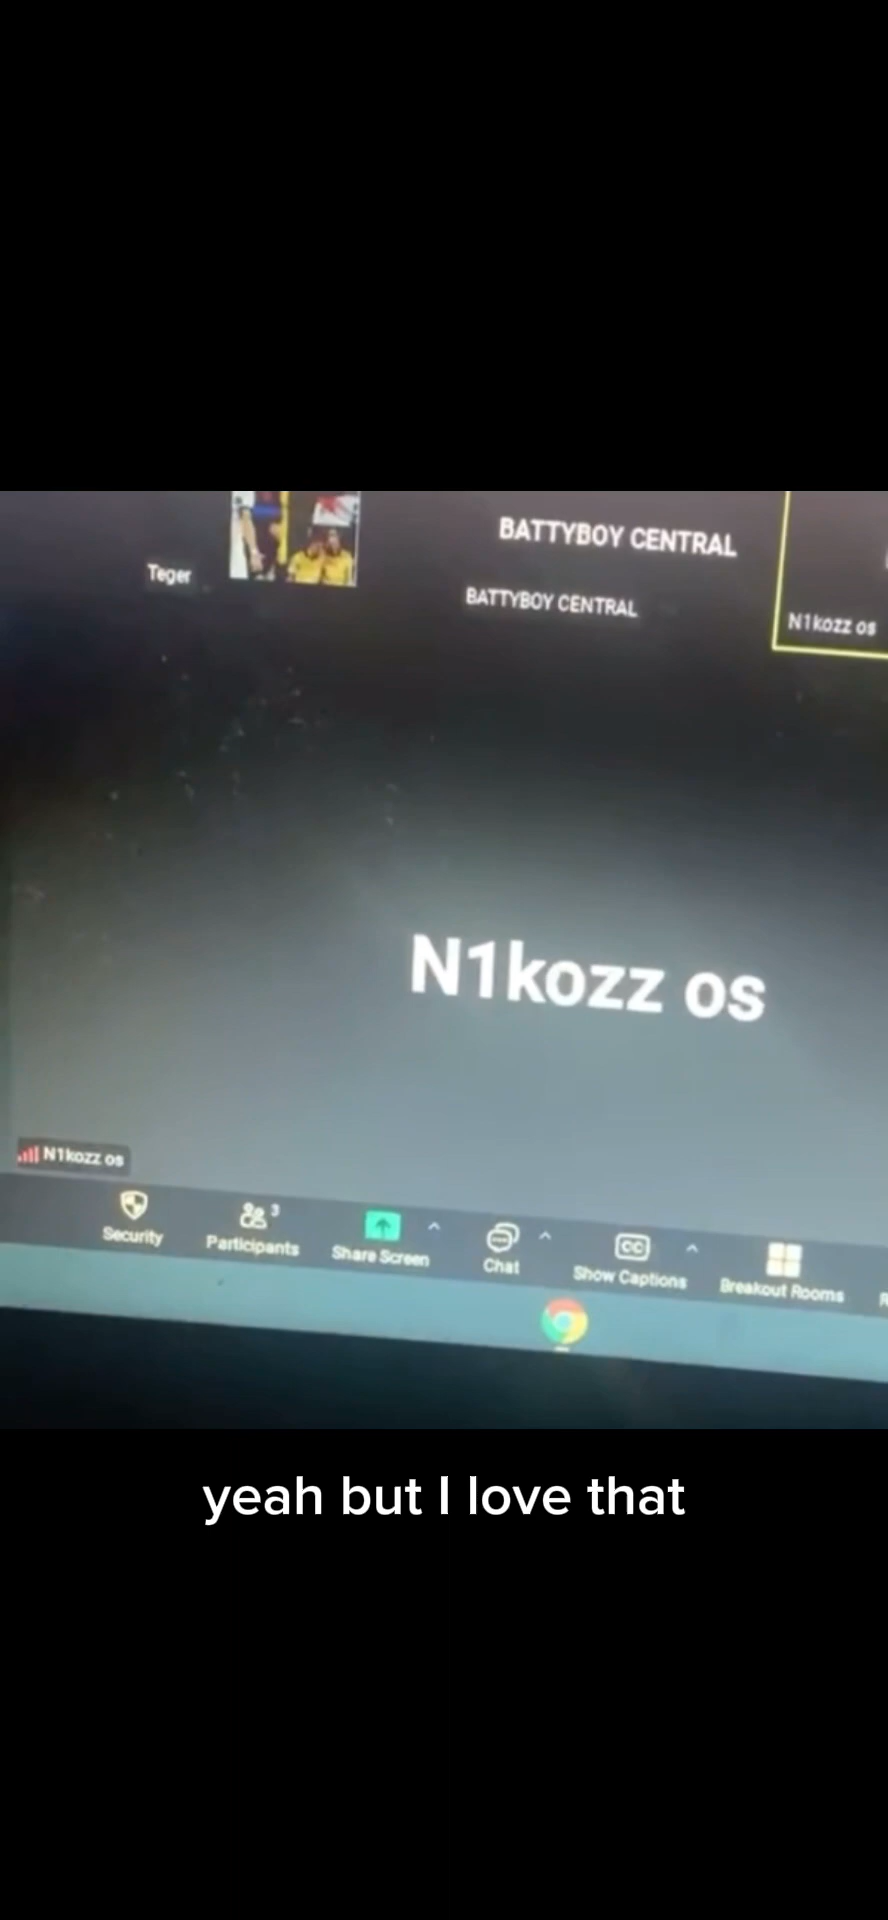 BATTYBOY CENTRAL
Teger
BATTYBOY CENTRAL
N1kozz os
N1kozz os
N1kozz os
3
Security
Participants
Share Screen
Chat
CC
Show Captions
Breakout Rooms
yeah but I love that